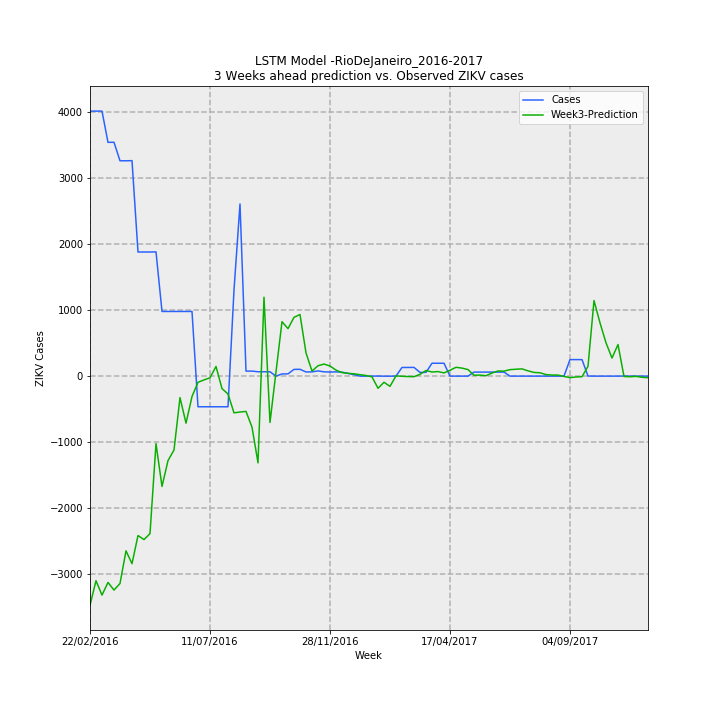 LSTM Model -RioDeJaneiro_2016-2017
3 Weeks ahead prediction vs. Observed ZIKV cases
Cases
Week3-Prediction
4000
3000
2000
1000
0
−1000
−2000
−3000
ZIKV Cases
22/02/2016 11/07/2016 28/11/2016 17/04/2017 04/09/2017
Week